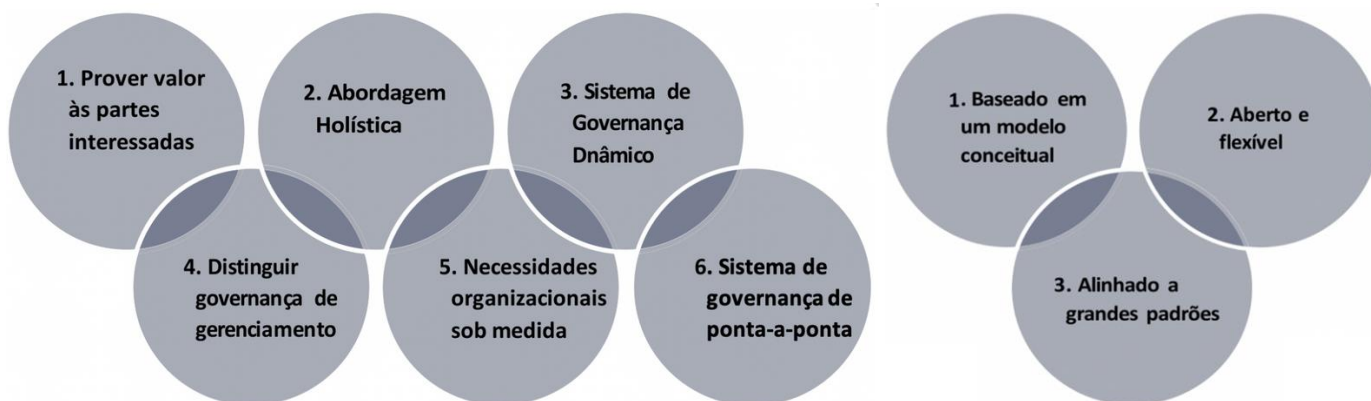 1. Prover valor
às partes
interessadas
2. Abordagem
Holística
3. Sistema de
Governança
Dnâmico
4. Distinguir
governança de
gerenciamento
5. Necessidades
organizacionais
sob medida
6. Sistema de
governança de
ponta-a-ponta
1. Baseado em
um modelo
conceitual
2. Aberto e
flexível
3. Alinhado a
grandes padrões